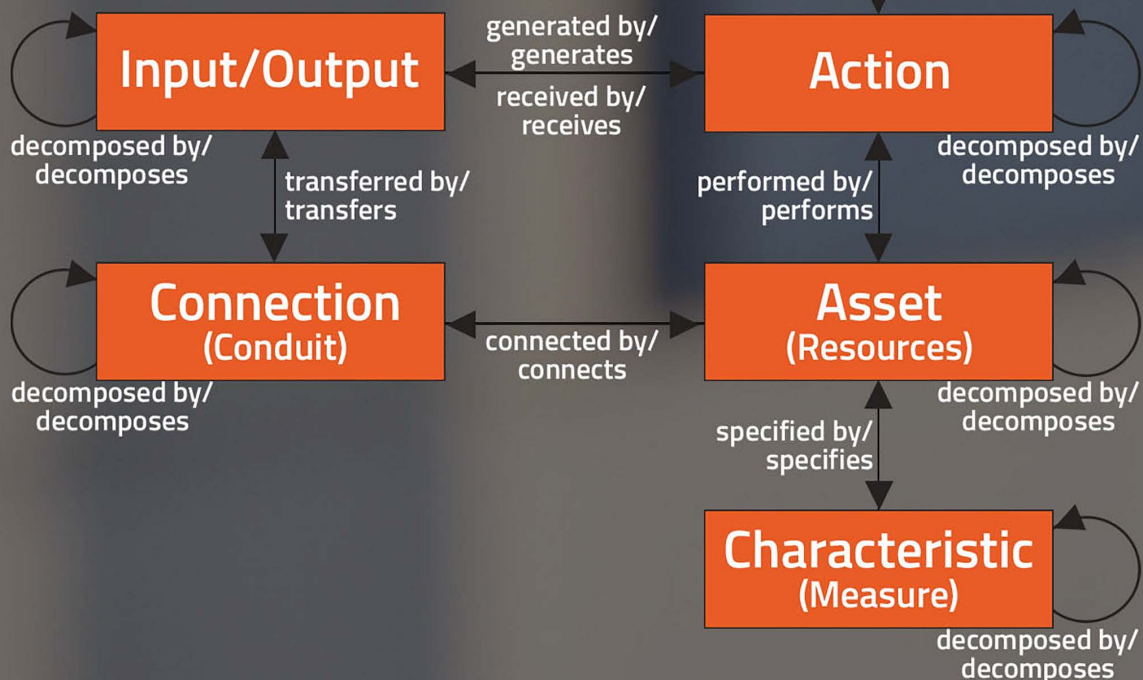 Input/Output
generated by/
generates
received by/
receives
Action
decomposed by/
decomposes
decomposed by/
decomposes
transferred by/
transfers
performed by/
performs
Connection
(Conduit)
connected by/
connects
Asset
(Resources)
decomposed by/
decomposes
decomposed by/
decomposes
specified by/
specifies
Characteristic
(Measure)
decomposed by/
decomposes